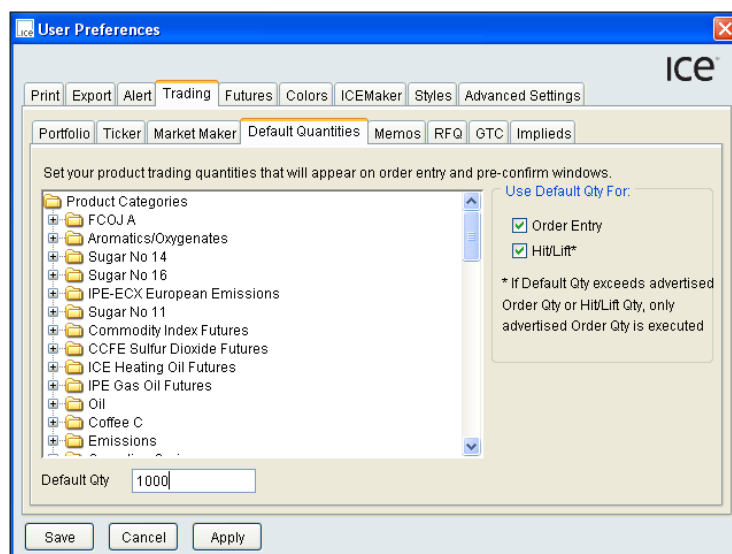 ice User Preferences
ice
Print Export Alert Trading Futures Colors ICEMaker Styles Advanced Settings
Portfolio Ticker Market Maker Default Quantities Memos RFQ GTC Implieds
Set your product trading quantities that will appear on order entry and pre-confirm windows.
Product Categories
FCOJ A
Aromatics/Oxygenates
Sugar No 14
Sugar No 16
IPE-ECX European Emissions
Sugar No 11
Commodity Index Futures
CCFE Sulfur Dioxide Futures
ICE Heating Oil Futures
IPE Gas Oil Futures
Oil
Coffee C
Emissions
Use Default Qty For:
Order Entry
Hit/Lift*
* If Default Qty exceeds advertised
Order Qty or Hit/Lift Qty, only
advertised Order Qty is executed
Default Qty 1000
Save Cancel Apply